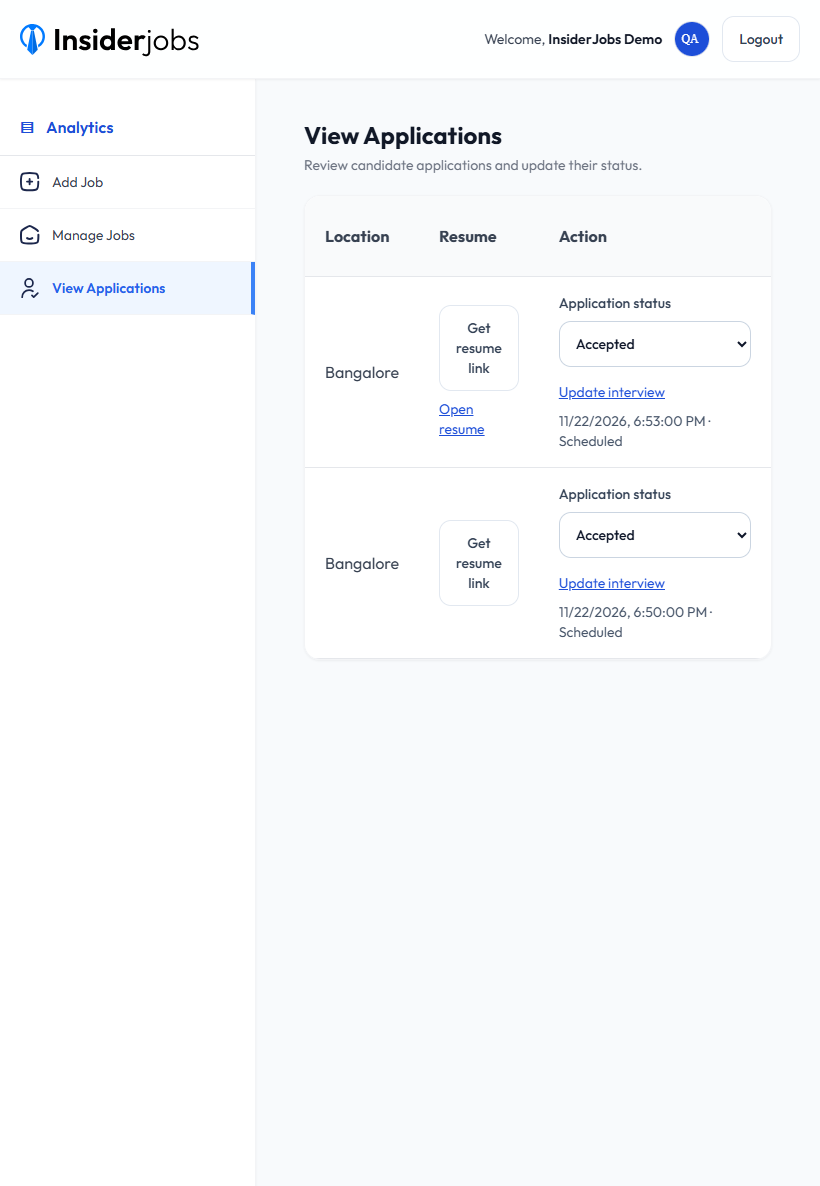 Insiderjobs
Welcome, InsiderJobs Demo
QA
Logout
Analytics
Add Job
Manage Jobs
View Applications
View Applications
Review candidate applications and update their status.
Location Resume Action
Bangalore
Get
resume
link
Open
resume
Application status
Accepted
Update interview
11/22/2026, 6:53:00 PM ·
Scheduled
Bangalore
Get
resume
link
Application status
Accepted
Update interview
11/22/2026, 6:50:00 PM ·
Scheduled